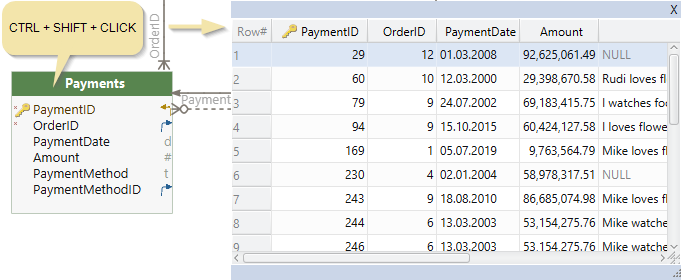 CTRL + SHIFT + CLICK
OrderID
Payments
Payment
PaymentID
OrderID
PaymentDate d
Amount #
PaymentMethod t
PaymentMethodID
X
Row# PaymentID OrderID PaymentDate Amount
1 29 12 01.03.2008 92,625,061.49 NULL
2 60 10 12.03.2000 29,398,670.58 Rudi loves fl
3 79 9 24.07.2002 69,183,415.75 I watches foo
4 94 9 15.10.2015 60,424,127.58 I loves flowe
5 169 1 05.07.2019 9,763,564.79 Mike loves fl
6 230 4 02.01.2004 58,978,317.51 NULL
7 243 9 18.08.2010 86,685,074.98 Mike loves fl
8 244 6 13.03.2003 53,154,275.76 Mike watche
9 246 6 13.03.2003 53,154,275.76 Mike watche